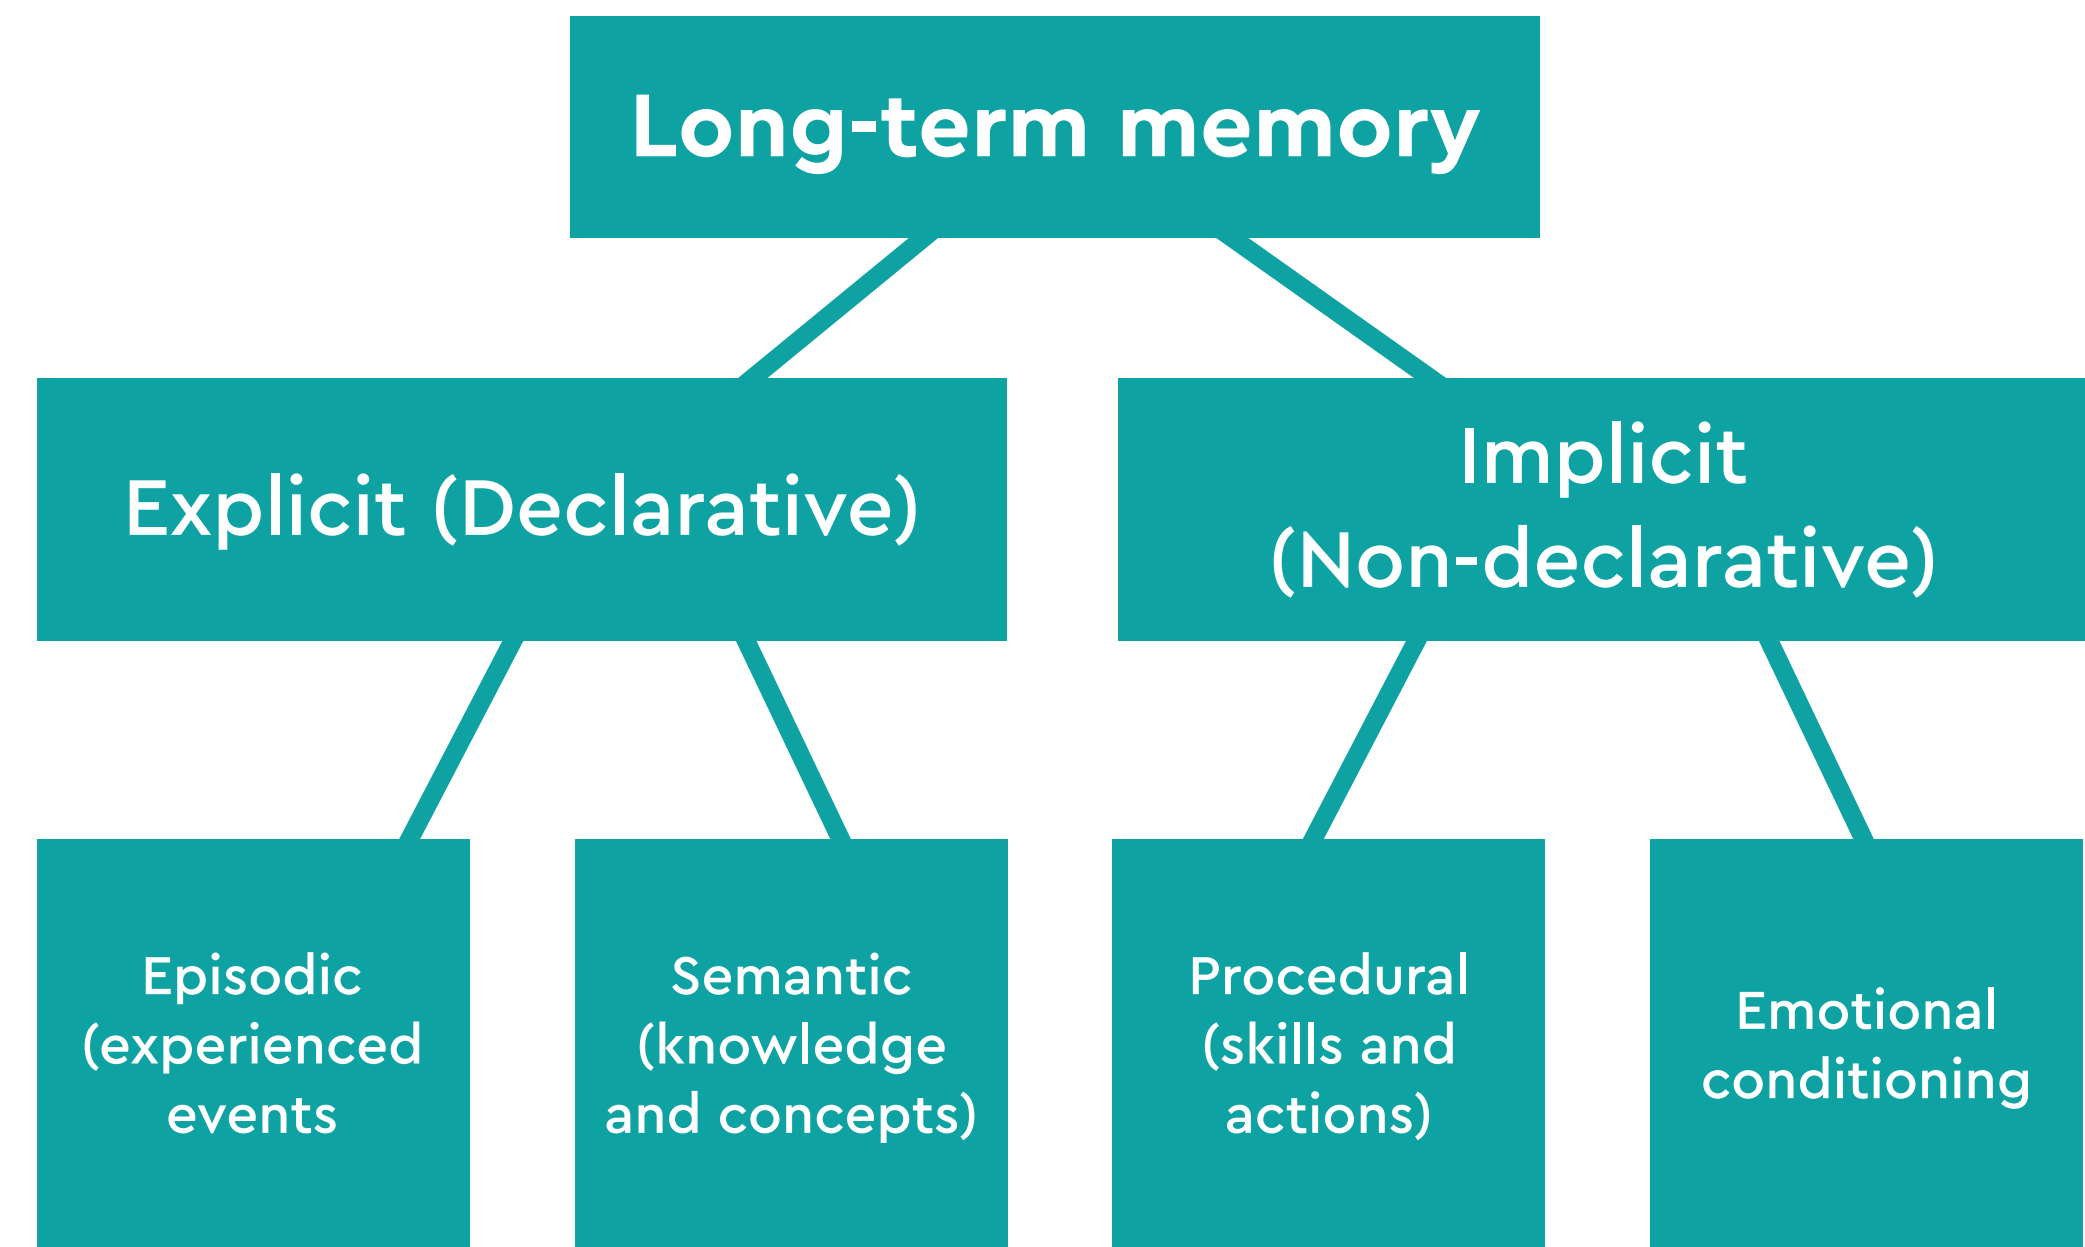 Long-term memory
Explicit (Declarative)
Implicit
(Non-declarative)
Episodic
(experienced
events
Semantic
(knowledge
and concepts)
Procedural
(skills and
actions)
Emotional
conditioning